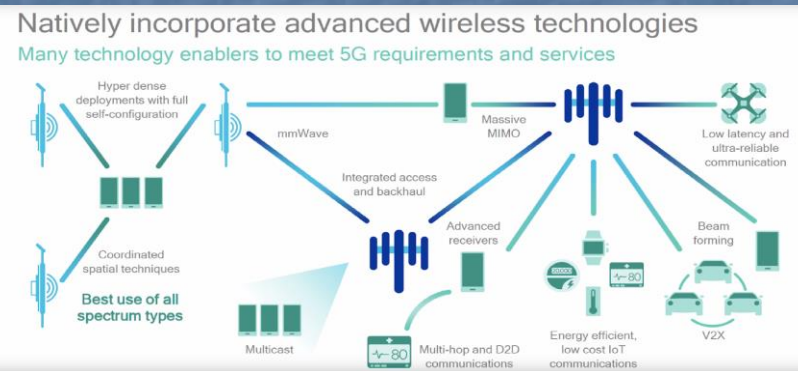 Natively incorporate advanced wireless technologies
Many technology enablers to meet 5G requirements and services
Hyper dense
deployments with full
self-configuration
mmWave
Massive
MIMO
Low latency and
ultra-reliable
communication
Integrated access
and backhaul
Advanced
receivers
Beam
forming
Coordinated
spatial techniques
Best use of all
spectrum types
Multicast
80
Multi-hop and D2D
communications
80
Energy efficient,
low cost IoT
communications
V2X